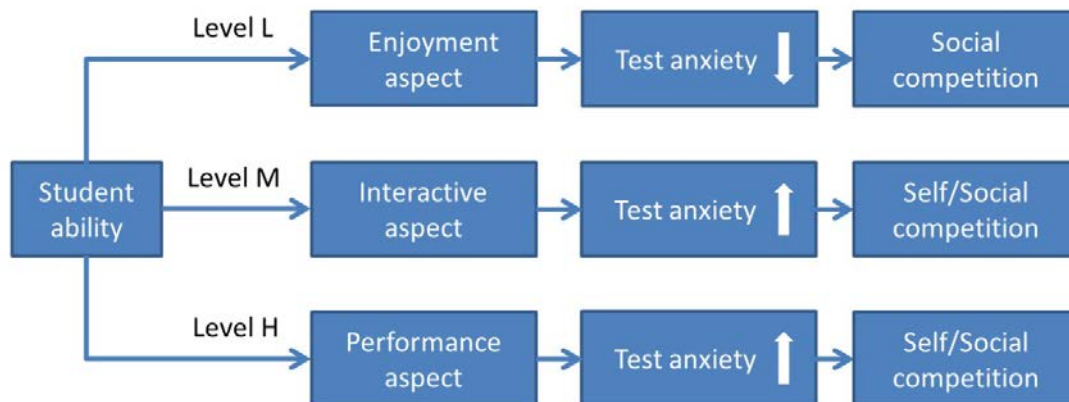 Level L
Enjoyment
aspect
Test anxiety
Social
competition
Student
ability
Level M
Interactive
aspect
Test anxiety
Self/Social
competition
Level H
Performance
aspect
Test anxiety
Self/Social
competition